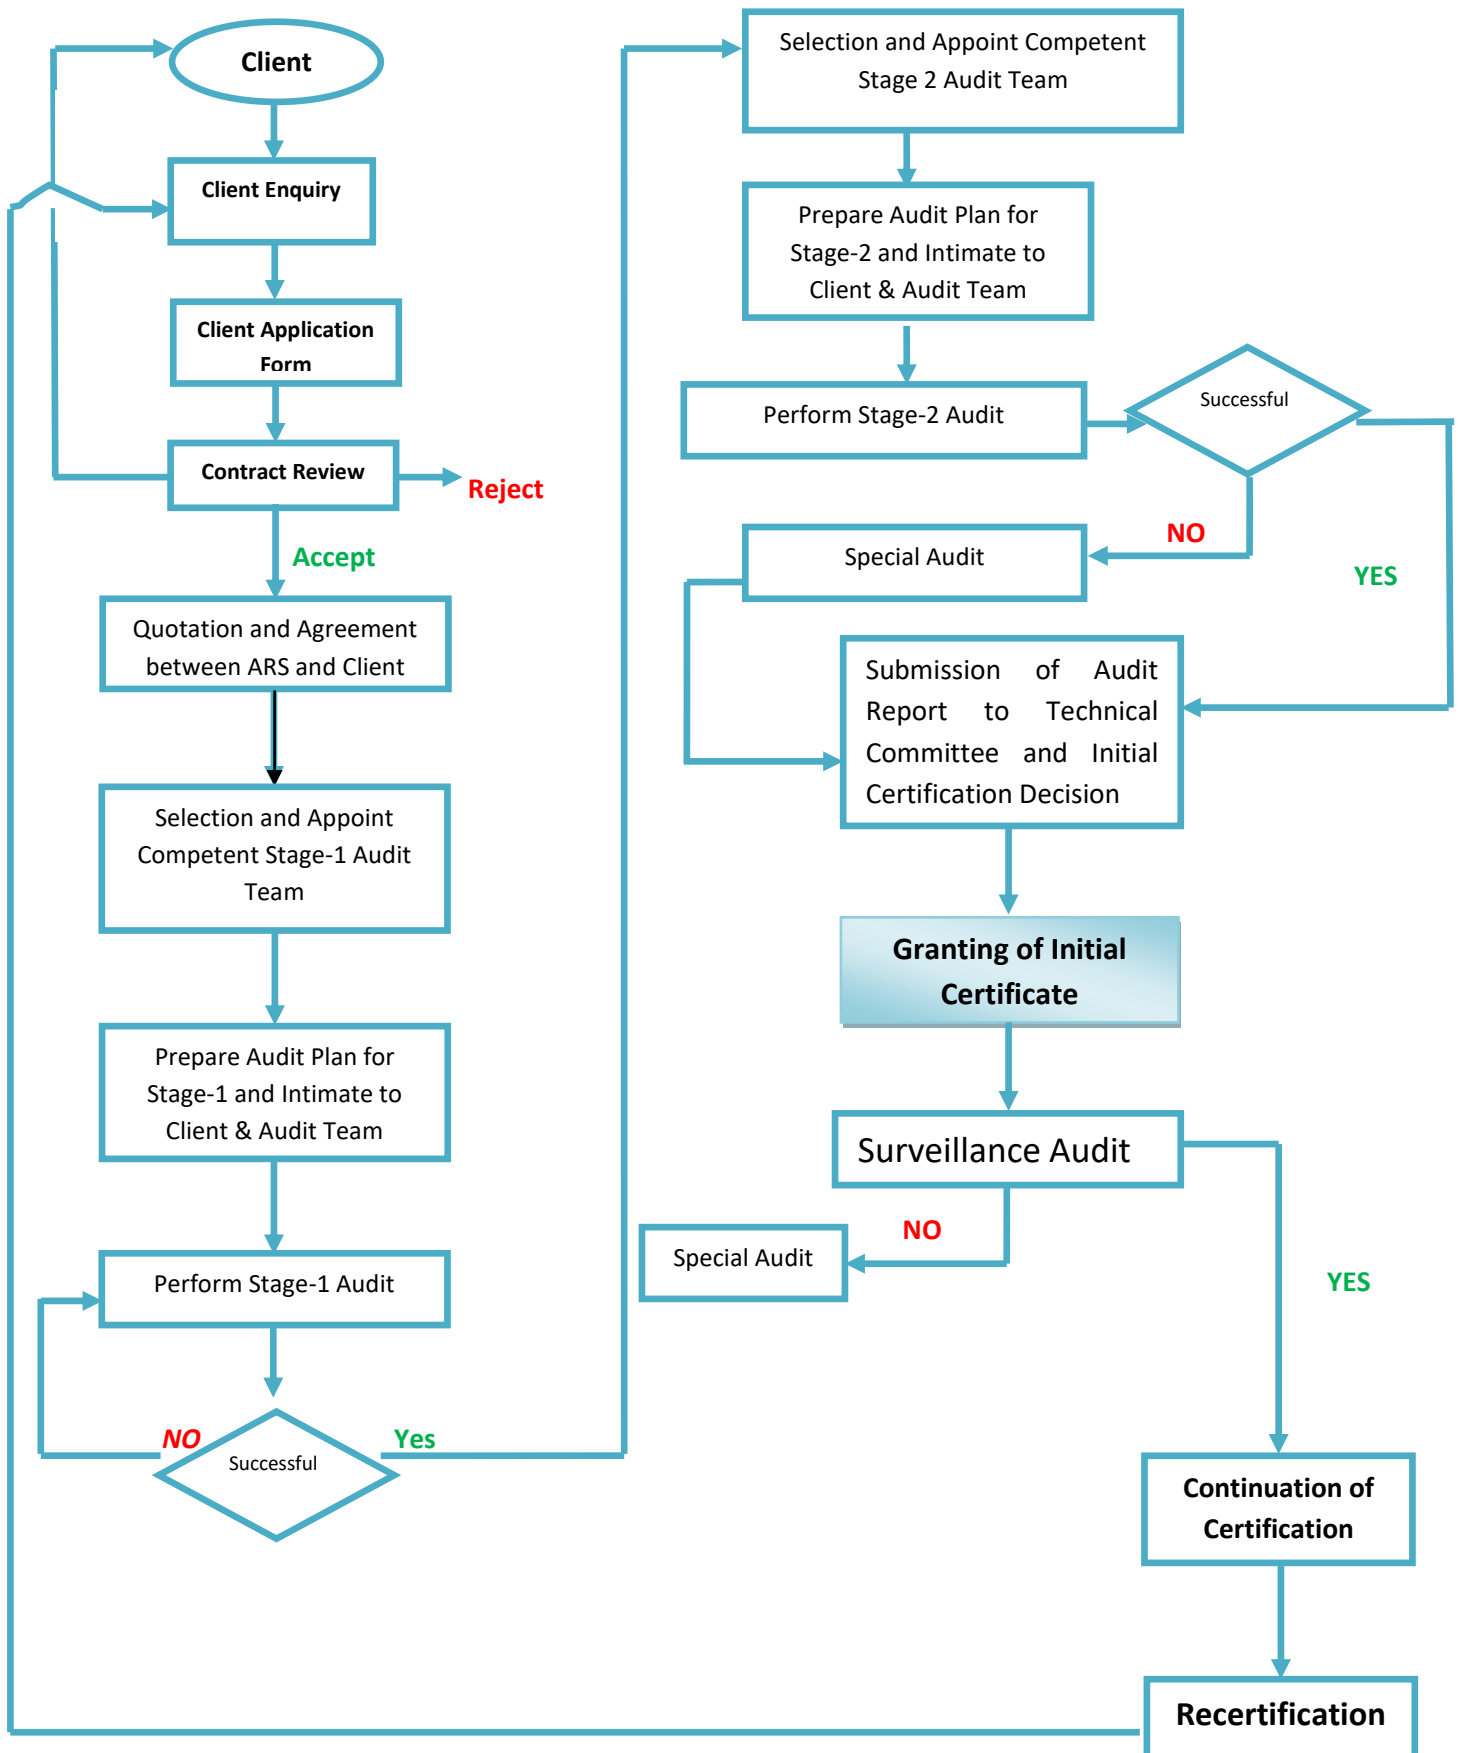 Client
Client Enquiry
Client Application
Form
Contract Review
Reject
Accept
Quotation and Agreement
between ARS and Client
Selection and Appoint
Competent Stage-1 Audit
Team
Prepare Audit Plan for
Stage-1 and Intimate to
Client & Audit Team
Perform Stage-1 Audit
NO
Yes
Successful
Selection and Appoint Competent
Stage 2 Audit Team
Prepare Audit Plan for
Stage-2 and Intimate to
Client & Audit Team
Perform Stage-2 Audit
Successful
NO
YES
Special Audit
Submission of Audit
Report to Technical
Committee and Initial
Certification Decision
Granting of Initial
Certificate
Surveillance Audit
NO
Special Audit
YES
Continuation of
Certification
Recertification